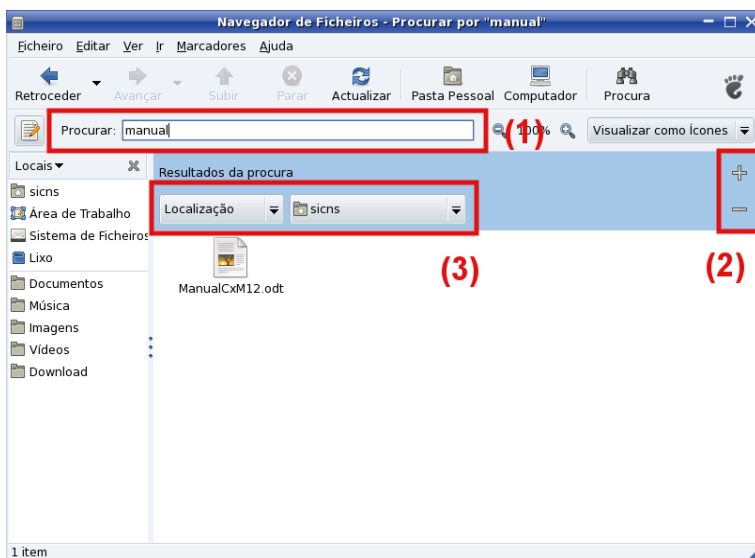 Navegador de Ficheiros - Procurar por "manual"
Ficheiro Editar Ver Ir Marcadores Ajuda
Retroceder Avançar Subir Parar Actualizar Pasta Pessoal Computador Procura
Procurar: manual (1) 100% Visualizar como Ícones
Locais
Resultados da procura
sicns
Área de Trabalho
Localização sicns
Sistema de Ficheiros
Lixo
(3) (2)
Documentos
ManualCxM12.odt
Música
Imagens
Vídeos
Download
1 item